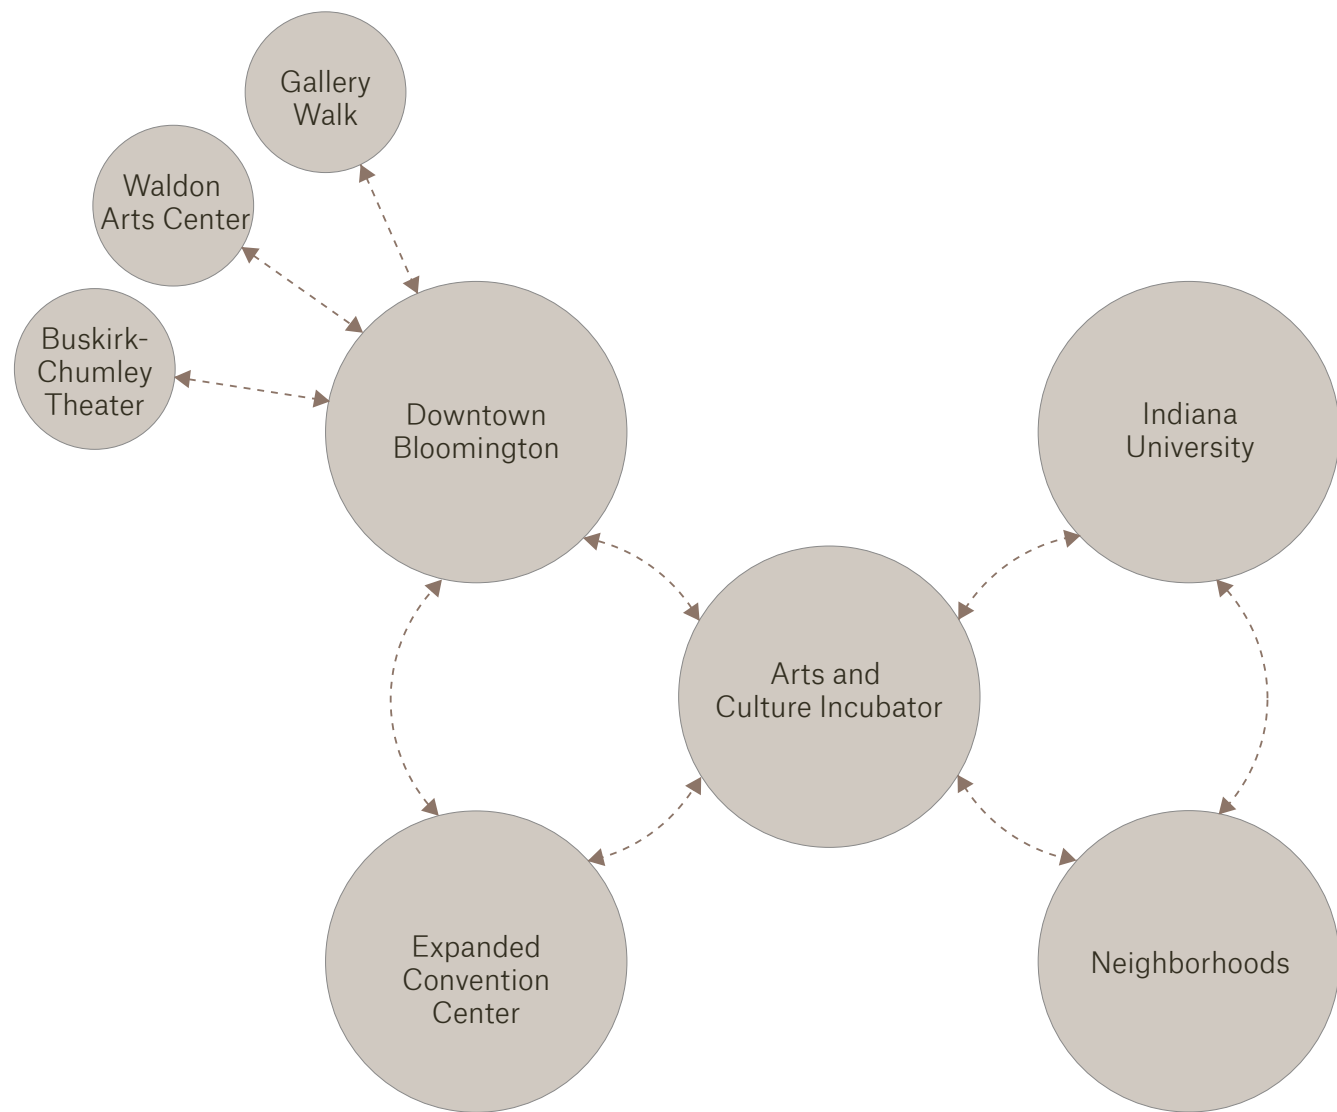 Gallery
Walk
Waldon
Arts Center
Buskirk-
Chumley
Theater
Downtown
Bloomington
Indiana
University
Arts and
Culture Incubator
Expanded
Convention
Center
Neighborhoods